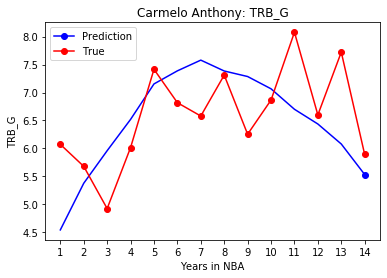 Carmelo Anthony: TRB_G
Prediction
True
8.0
7.5
7.0
6.5
6.0
5.5
5.0
4.5
TRB_G
1 2 3 4 5 6 7 8 9 10 11 12 13 14
Years in NBA